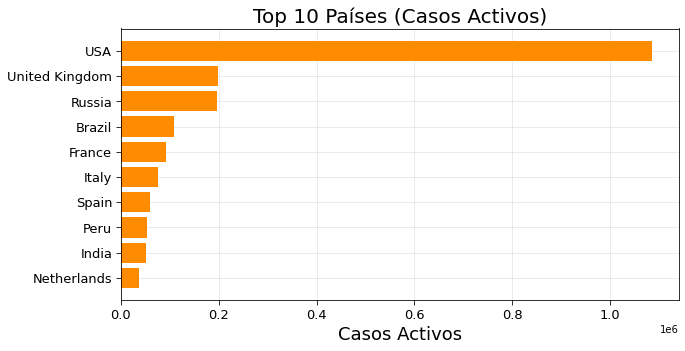 Top 10 Países (Casos Activos)
USA
United Kingdom
Russia
Brazil
France
Italy
Spain
Peru
India
Netherlands
0.0 0.2 0.4 0.6 0.8 1.0
1e6
Casos Activos